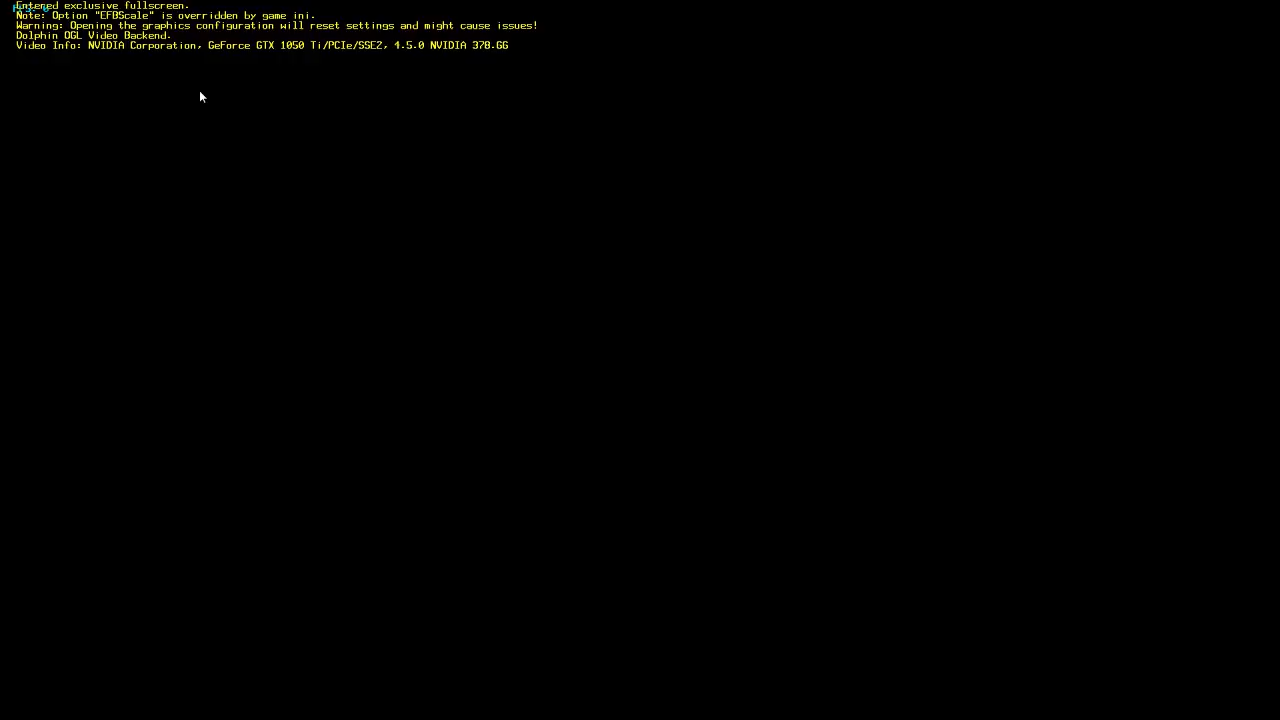 Entered exclusive fullscreen.
Note: Option "EFBScale" is overridden by game ini.
Warning: Opening the graphics configuration will reset settings and might cause issues!
Dolphin OGL Video Backend.
Video Info: NVIDIA Corporation, GeForce GTX 1050 Ti/PCIe/SSE2, 4.5.0 NVIDIA 378.66